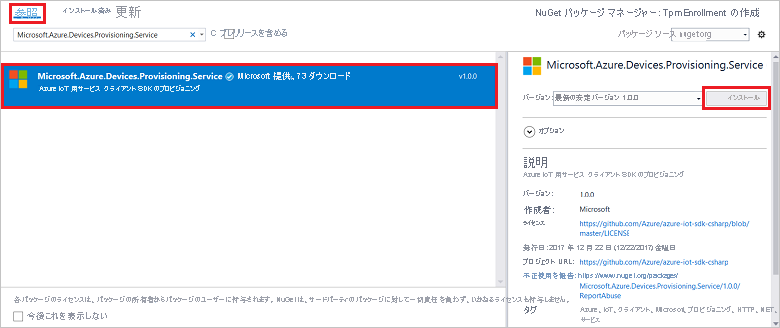 参照 インストール済み 更新
NuGet パッケージ マネージャー: TpmEnrollment の作成
Microsoft.Azure.Devices.Provisioning.Service
プレリリースを含める
パッケージ ソース: nuget.org
Microsoft.Azure.Devices.Provisioning.Service Microsoft 提供。73 ダウンロード v1.0.0
Azure IoT 用サービス クライアント SDK のプロビジョニング
Microsoft.Azure.Devices.Provisioning.Service
バージョン: 最新の安定バージョン 1.0.0 インストール
オプション
説明
Azure IoT 用サービス クライアント SDK のプロビジョニング
バージョン: 1.0.0
作成者: Microsoft
ライセンス: https://github.com/Azure/azure-iot-sdk-csharp/blob/
master/LICENSE
発行日: 2017 年 12 月 22 日 (12/22/2017) 金曜日
プロジェクト URL: https://github.com/Azure/azure-iot-sdk-csharp
不正使用を報告: https://www.nuget.org/packages/
Microsoft.Azure.Devices.Provisioning.Service/1.0.0/
ReportAbuse
タグ Azure、IoT、クライアント、Microsoft、プロビジョニング、HTTP、.NET
サービス
各パッケージのライセンスは、パッケージの所有者からパッケージのユーザーに付与されます。NuGet は、サードパーティのパッケージに対して一切責任を負わず、いかなるライセンスも付与しません。
今後これを表示しない